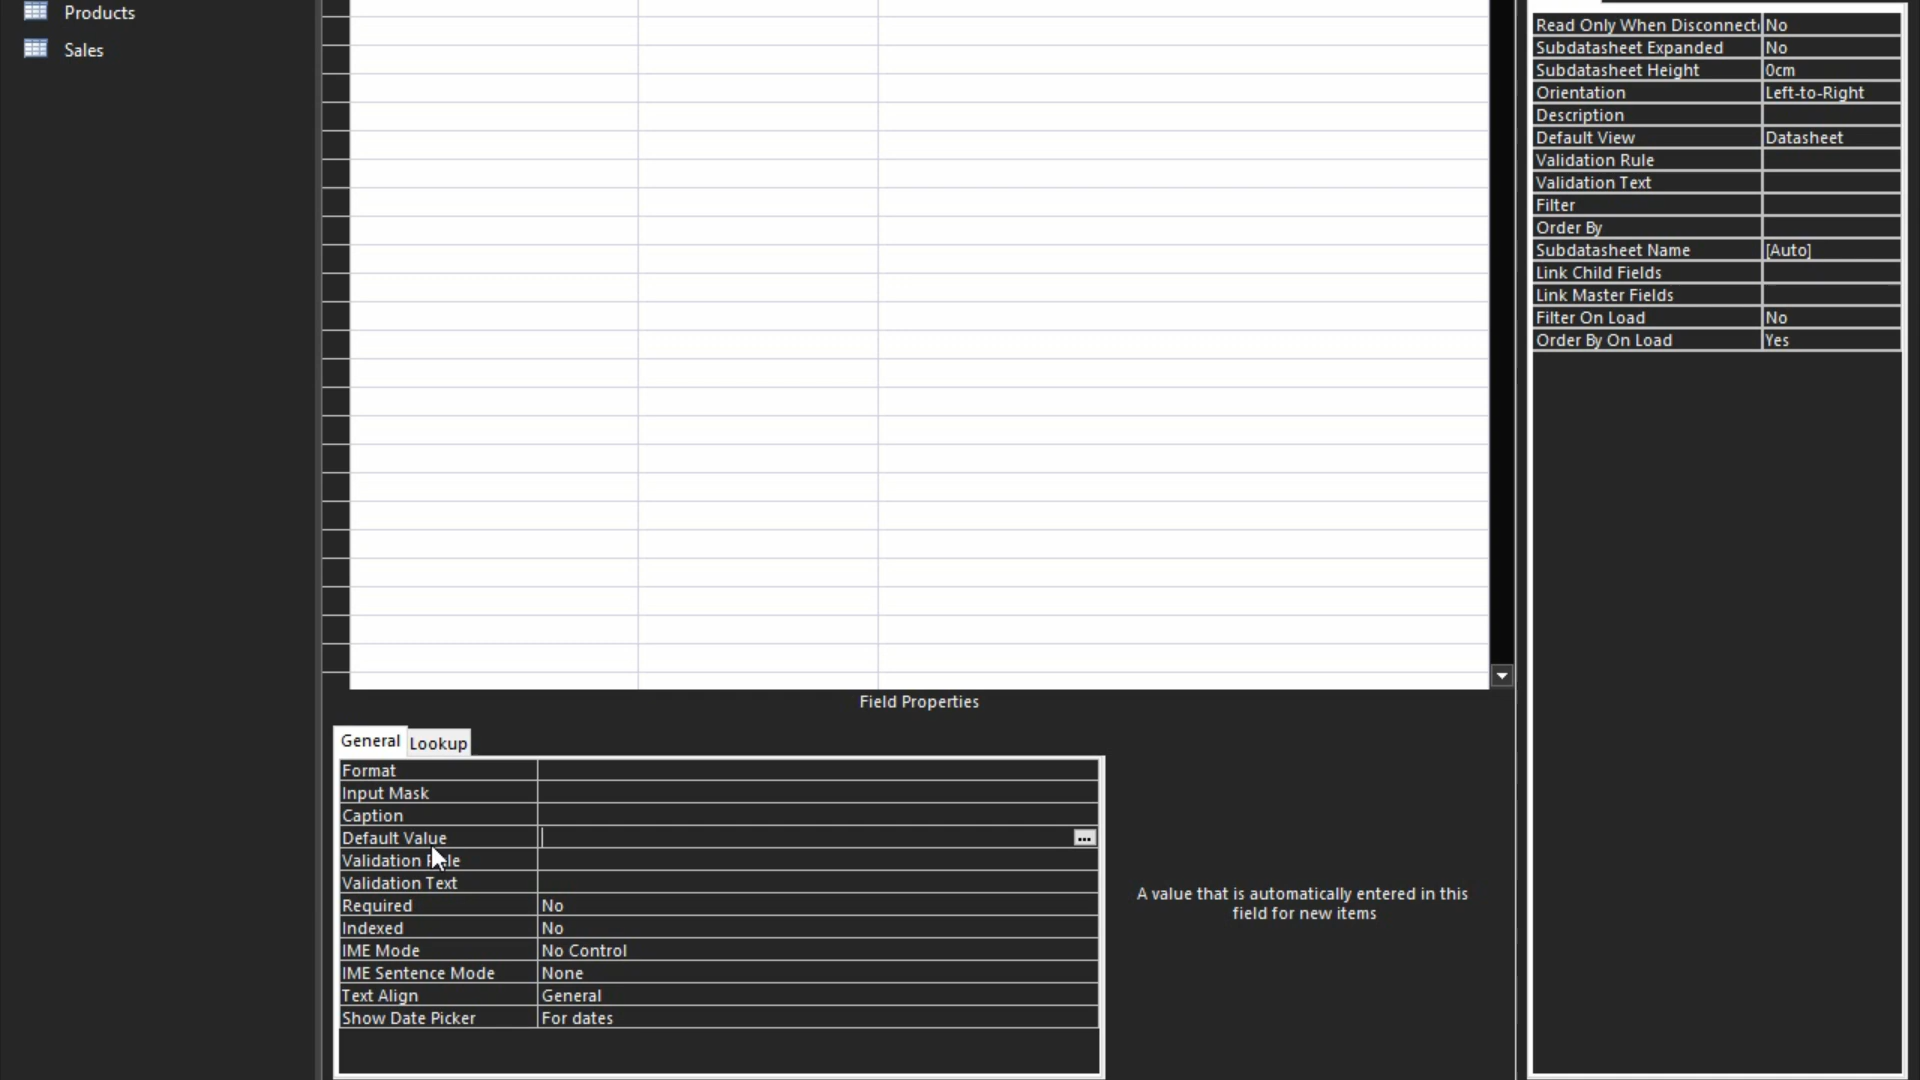 Products
Sales
Field Properties
General
Lookup
Format
Input Mask
Caption
Default Value
Validation
Validation Text
Required No
Indexed No
IME Mode No Control
IME Sentence Mode None
Text Align General
Show Date Picker For dates
A value that is automatically entered in this
field for new items
Read Only When Disconnect No
Subdatasheet Expanded No
Subdatasheet Height 0cm
Orientation Left-to-Right
Description
Default View Datasheet
Validation Rule
Validation Text
Filter
Order By
Subdatasheet Name [Auto]
Link Child Fields
Link Master Fields
Filter On Load No
Order By On Load Yes